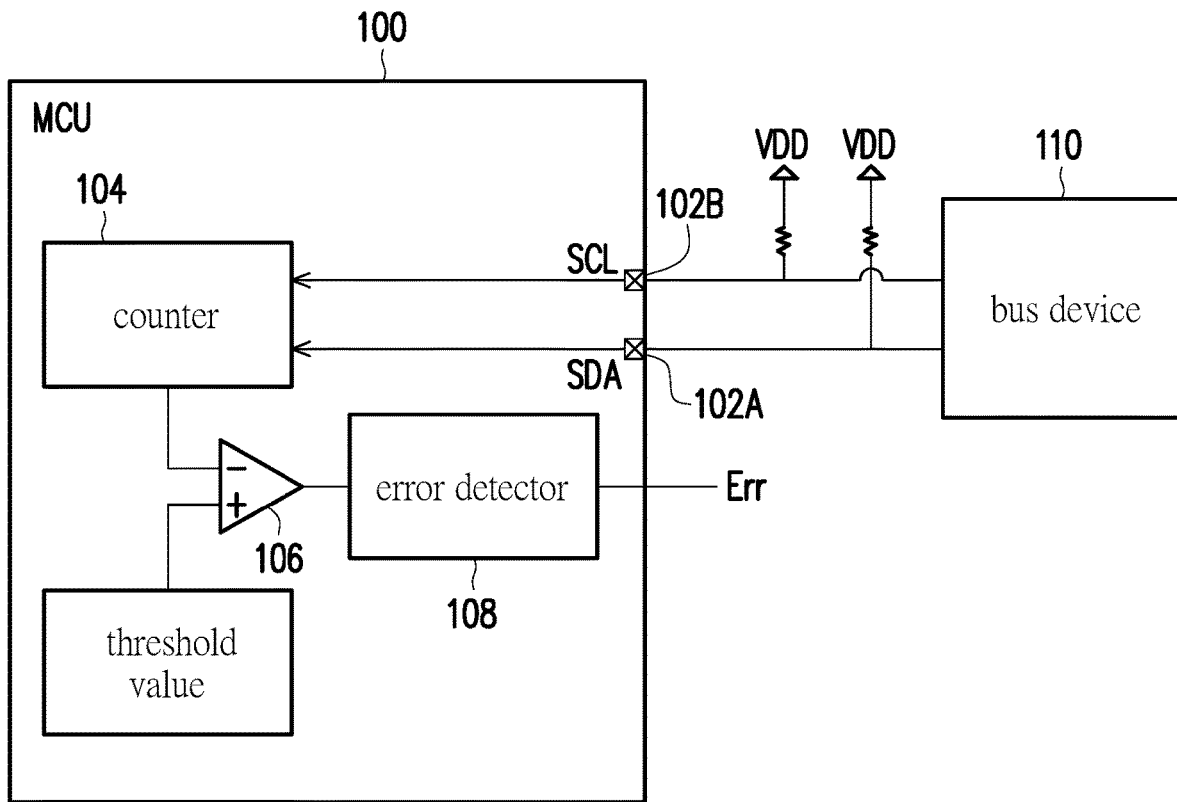 100
MCU
VDD
VDD
110
104
102B
SCL
counter
bus device
SDA
102A
-
+
error detector
Err
106
108
threshold
value